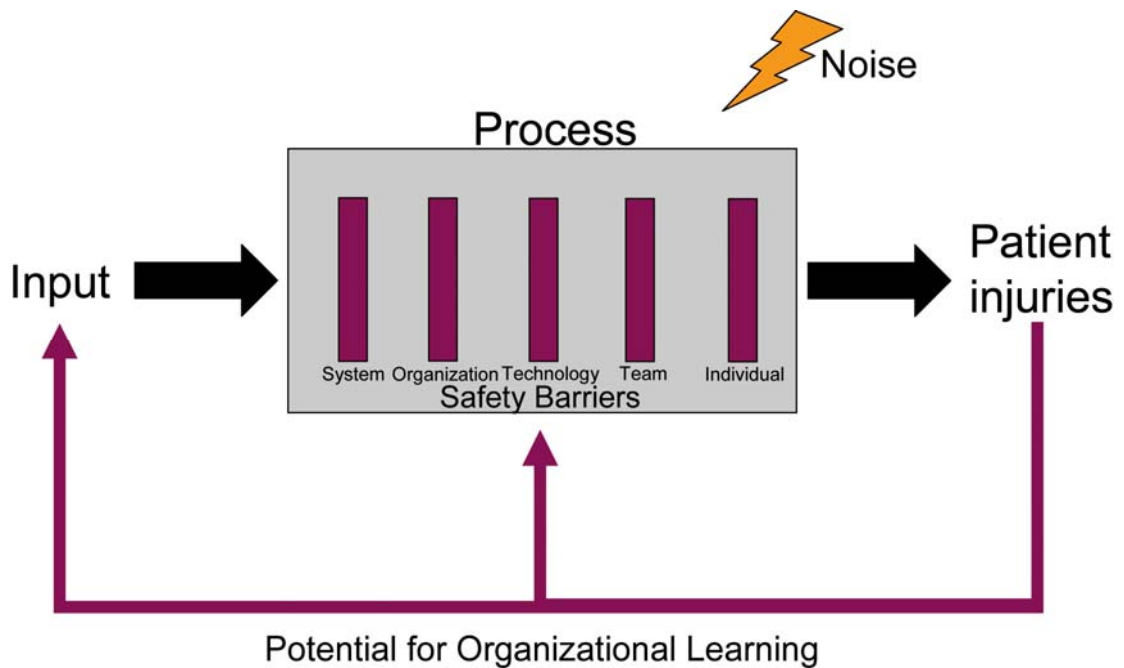 Noise
Process
Input
Patient
injuries
System Organization Technology Team Individual
Safety Barriers
Potential for Organizational Learning